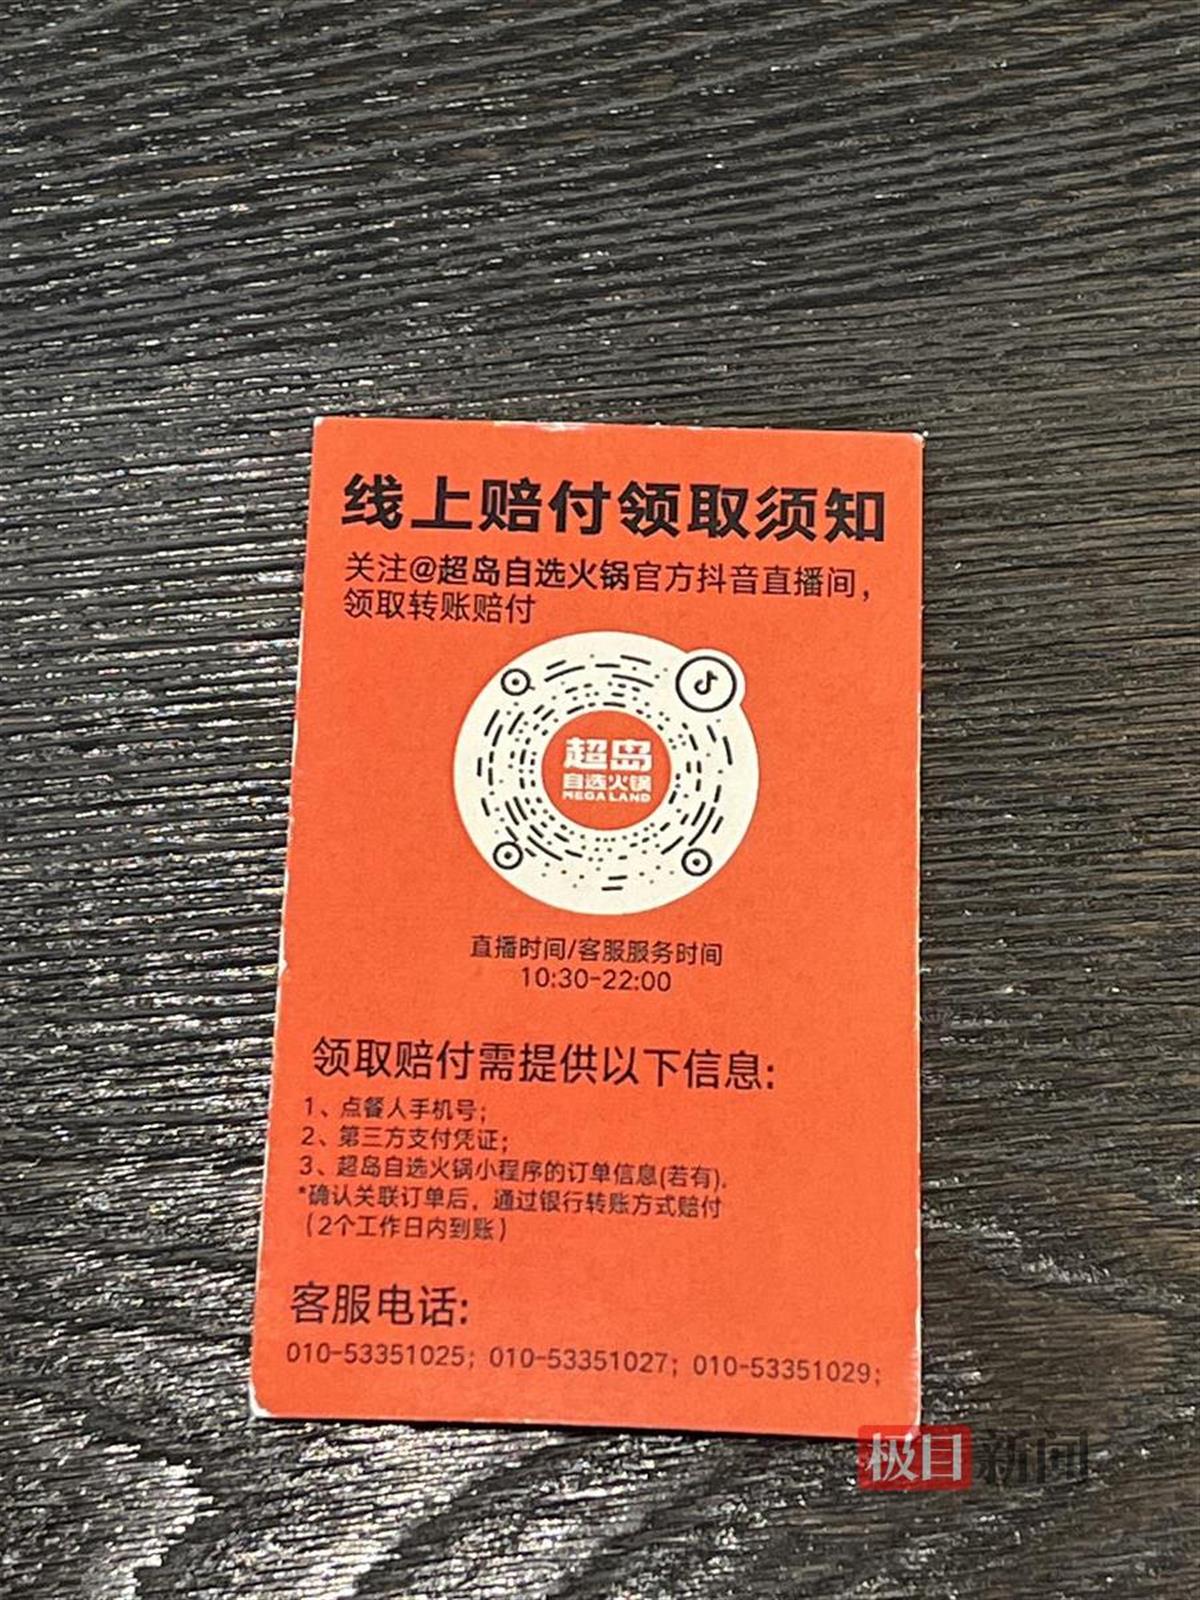 线上赔付领取须知
关注@超岛自选火锅官方抖音直播间，
领取转账赔付
超岛
自选火锅
MEGA LAND
直播时间/客服服务时间
10:30-22:00
领取赔付需提供以下信息:
1、点餐人手机号;
2、第三方支付凭证;
3、超岛自选火锅小程序的订单信息(若有)。
*确认关联订单后，通过银行转账方式赔付
（2个工作日内到账）
客服电话:
010-53351025; 010-53351027; 010-53351029;
极目新闻